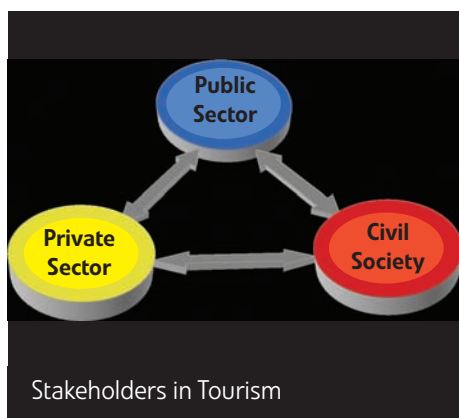 Public
Sector
Private
Sector
Civil
Society
Stakeholders in Tourism